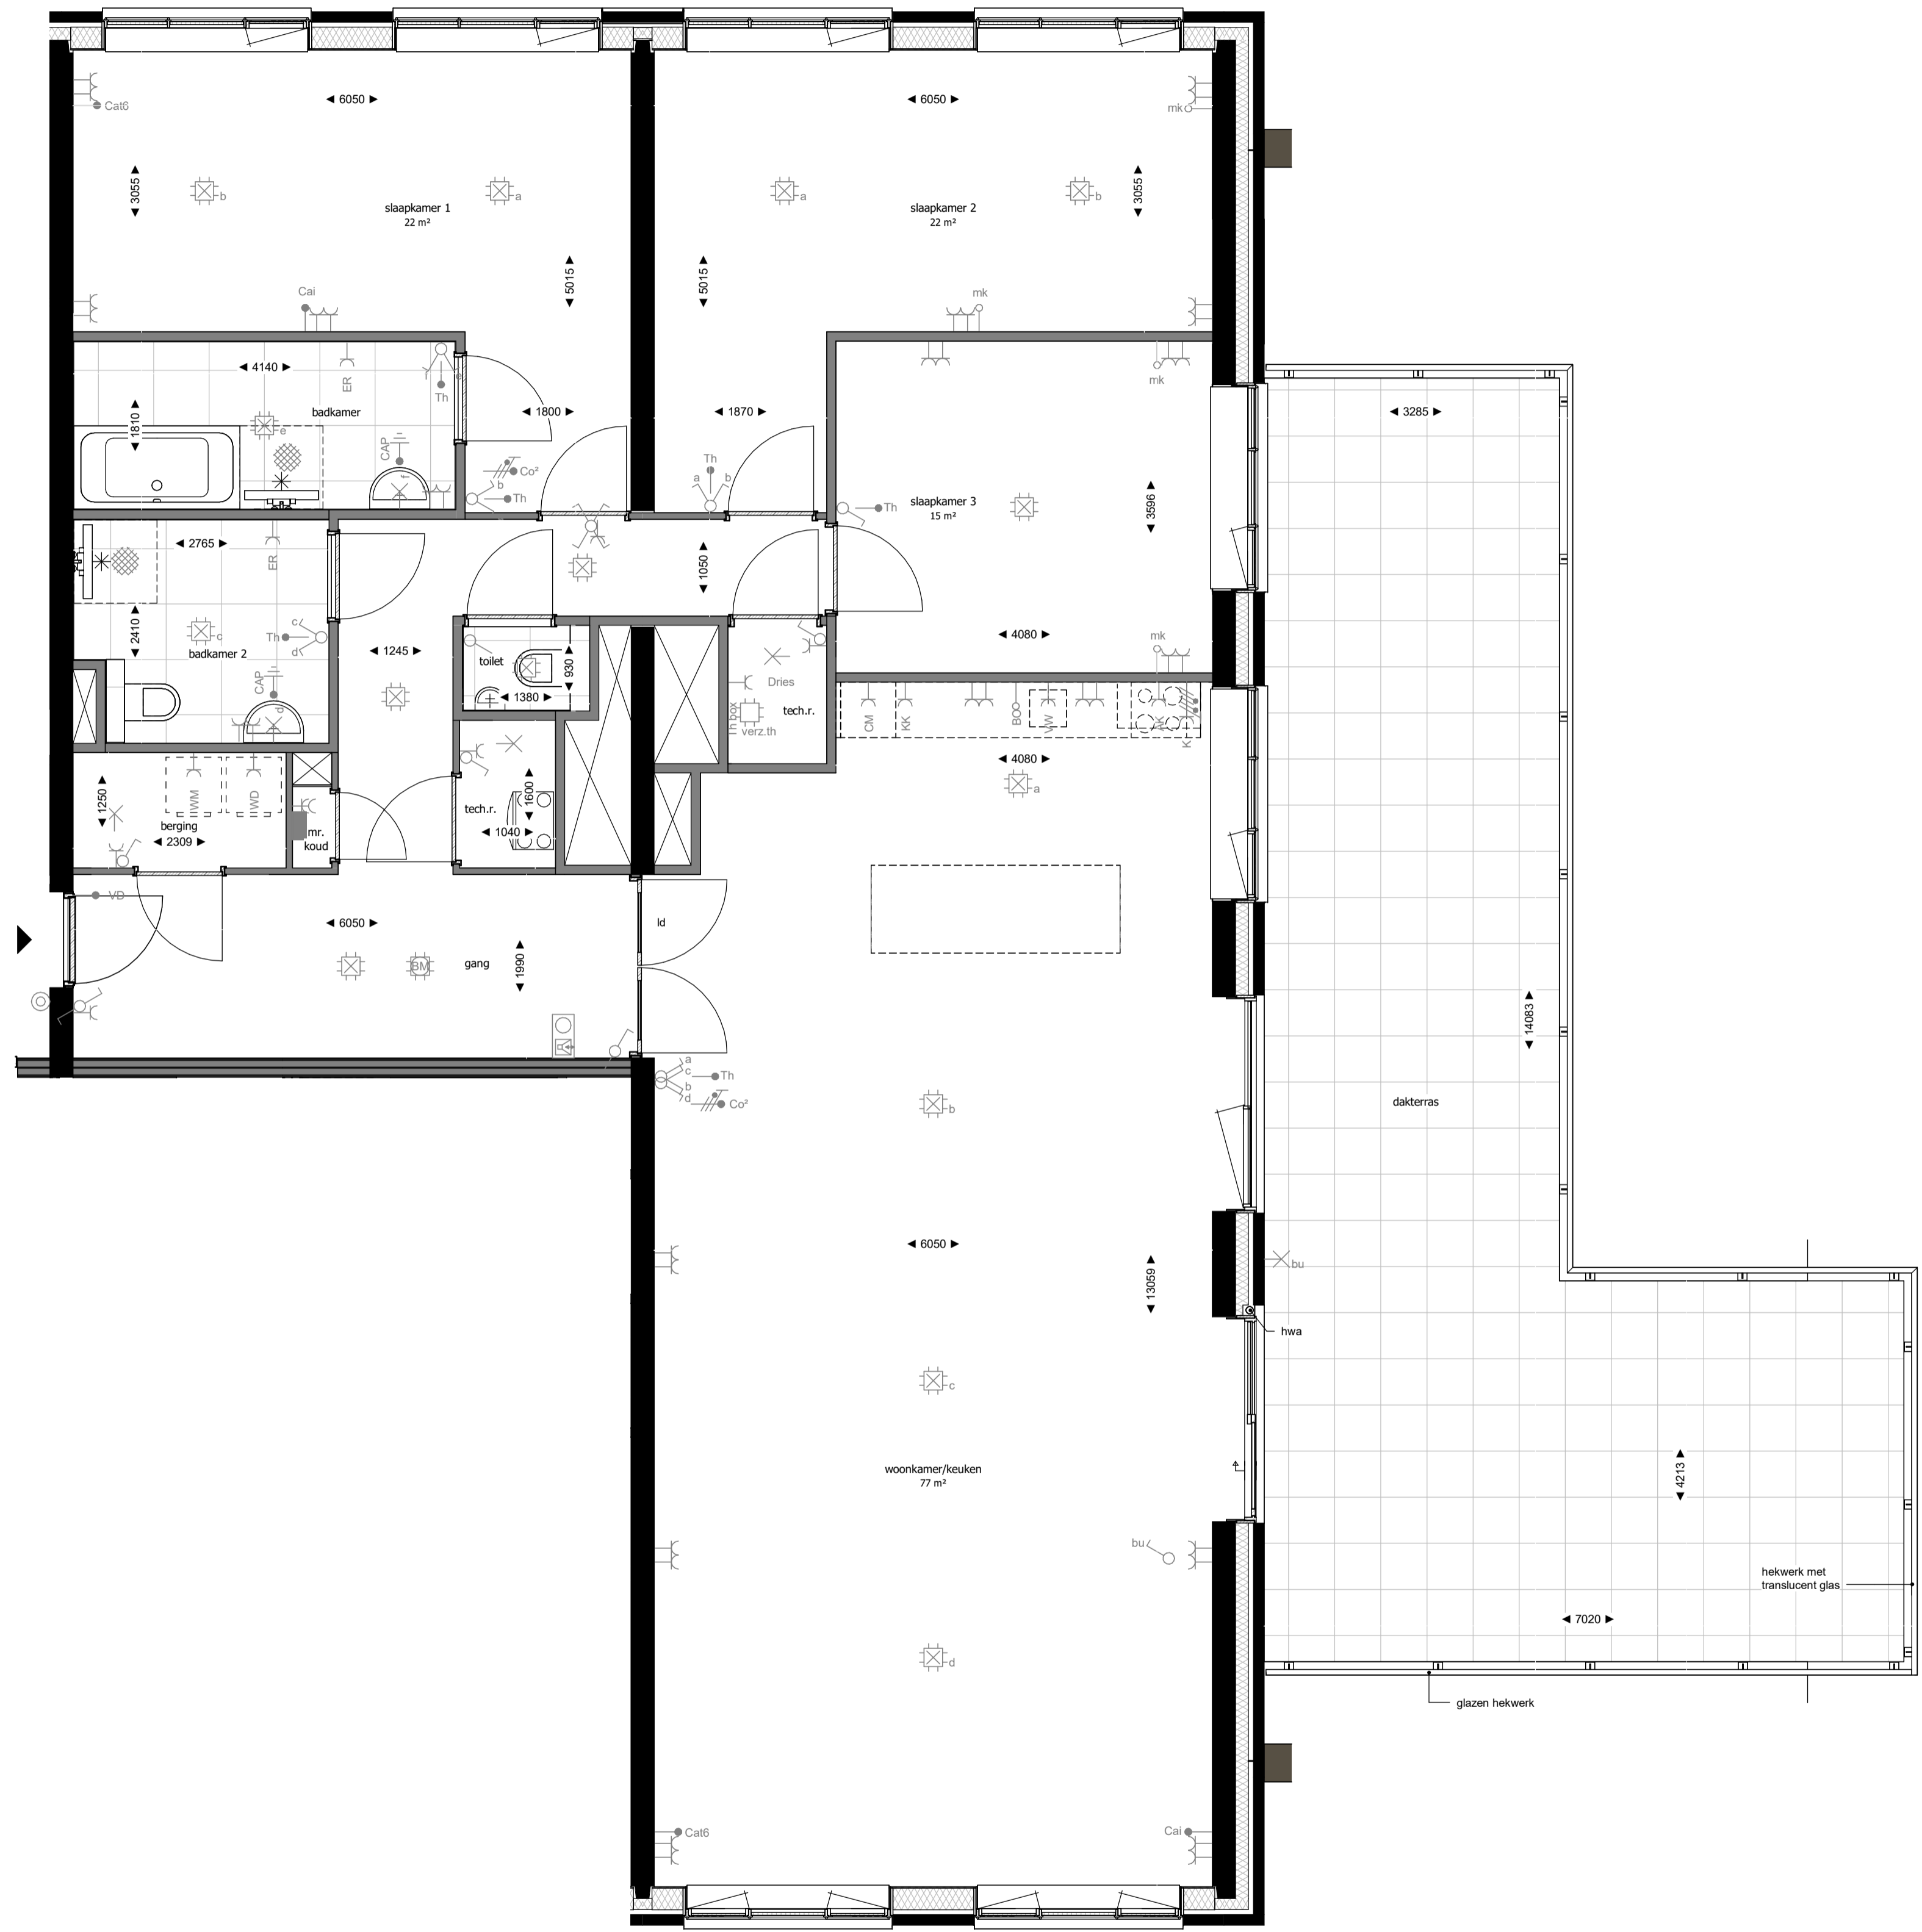 ◄ 6050 ►
◄ 6050 ►
Cat6
mk
◄ 3055 ►
b
a
slaapkamer 1
22 m²
a
slaapkamer 2
22 m²
b
◄ 3055 ►
◄ 5015 ►
◄ 5015 ►
Cai
mk
◄ 4140 ►
ER
Th
mk
◄ 1810 ►
badkamer
e
CAP
◄ 1800 ►
◄ 1870 ►
◄ 3285 ►
Co²
b
Th
Th
a
b
Th
slaapkamer 3
15 m²
◄ 3596 ►
◄ 2765 ►
ER
◄ 1050 ►
◄ 2410 ►
c
c
Th
d
badkamer 2
CAP
d
◄ 1245 ►
toilet
◄ 930 ►
◄ 1380 ►
◄ 4080 ►
mk
Dries
tech.r.
verz.th
CM
KK
BO
VW
AK
K
◄ 4080 ►
a
◄ 1250 ►
WM
WD
berging
◄ 2309 ►
mr.
koud
tech.r.
◄ 1600 ►
◄ 1040 ►
VD
◄ 6050 ►
BM
gang
◄ 1990 ►
ld
a
c
b
d
Th
Co²
b
◄ 14083 ►
dakterras
◄ 6050 ►
◄ 13059 ►
bu
hwa
c
woonkamer/keuken
77 m²
◄ 4213 ►
bu
hekwerk met
translucent glas
◄ 7020 ►
d
glazen hekwerk
Cat6
Cai